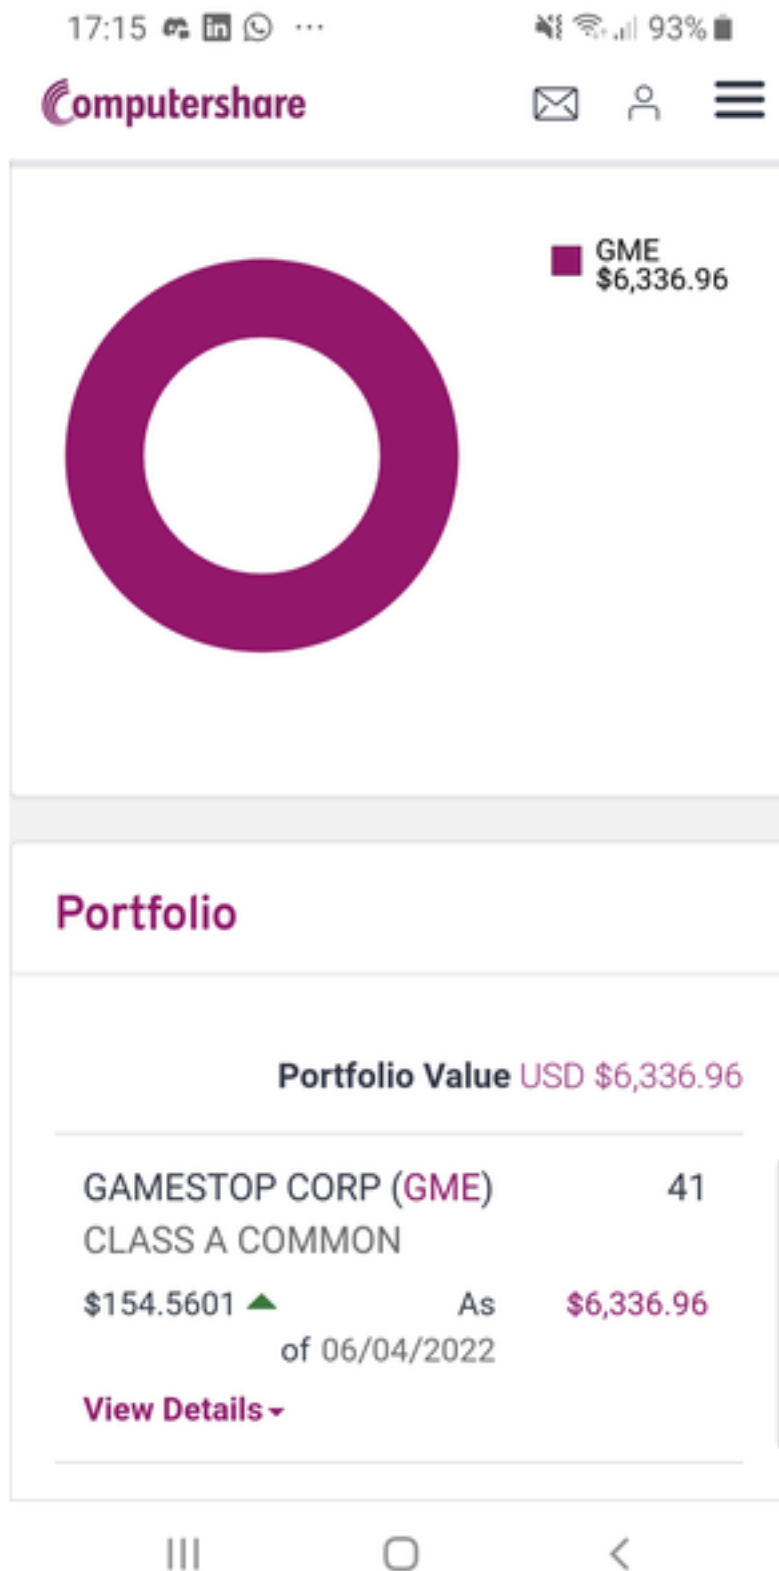 17:15 ... 93%
Computershare
GME
$6,336.96
Portfolio
Portfolio Value USD $6,336.96
GAMESTOP CORP (GME) 41
CLASS A COMMON
$154.5601 As $6,336.96
of 06/04/2022
View Details